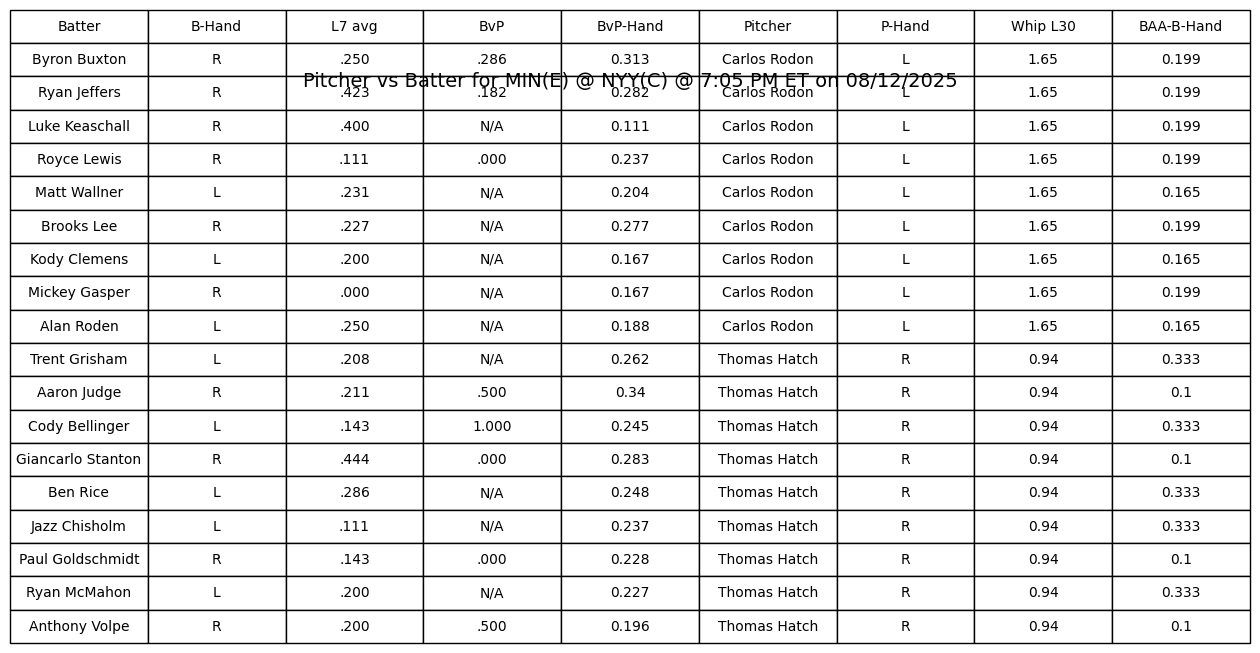 Batter B-Hand L7 avg BvP BvP-Hand Pitcher P-Hand Whip L30 BAA-B-Hand
Byron Buxton R .250 .286 0.313 Carlos Rodon L 1.65 0.199
Pitcher vs Batter for MIN(E) @ NYY(C) @ 7:05 PM ET on 08/12/2025
Ryan Jeffers R .423 .182 0.282 Carlos Rodon L 1.65 0.199
Luke Keaschall R .400 N/A 0.111 Carlos Rodon L 1.65 0.199
Royce Lewis R .111 .000 0.237 Carlos Rodon L 1.65 0.199
Matt Wallner L .231 N/A 0.204 Carlos Rodon L 1.65 0.165
Brooks Lee R .227 N/A 0.277 Carlos Rodon L 1.65 0.199
Kody Clemens L .200 N/A 0.167 Carlos Rodon L 1.65 0.165
Mickey Gasper R .000 N/A 0.167 Carlos Rodon L 1.65 0.199
Alan Roden L .250 N/A 0.188 Carlos Rodon L 1.65 0.165
Trent Grisham L .208 N/A 0.262 Thomas Hatch R 0.94 0.333
Aaron Judge R .211 .500 0.34 Thomas Hatch R 0.94 0.1
Cody Bellinger L .143 1.000 0.245 Thomas Hatch R 0.94 0.333
Giancarlo Stanton R .444 .000 0.283 Thomas Hatch R 0.94 0.1
Ben Rice L .286 N/A 0.248 Thomas Hatch R 0.94 0.333
Jazz Chisholm L .111 N/A 0.237 Thomas Hatch R 0.94 0.333
Paul Goldschmidt R .143 .000 0.228 Thomas Hatch R 0.94 0.1
Ryan McMahon L .200 N/A 0.227 Thomas Hatch R 0.94 0.333
Anthony Volpe R .200 .500 0.196 Thomas Hatch R 0.94 0.1